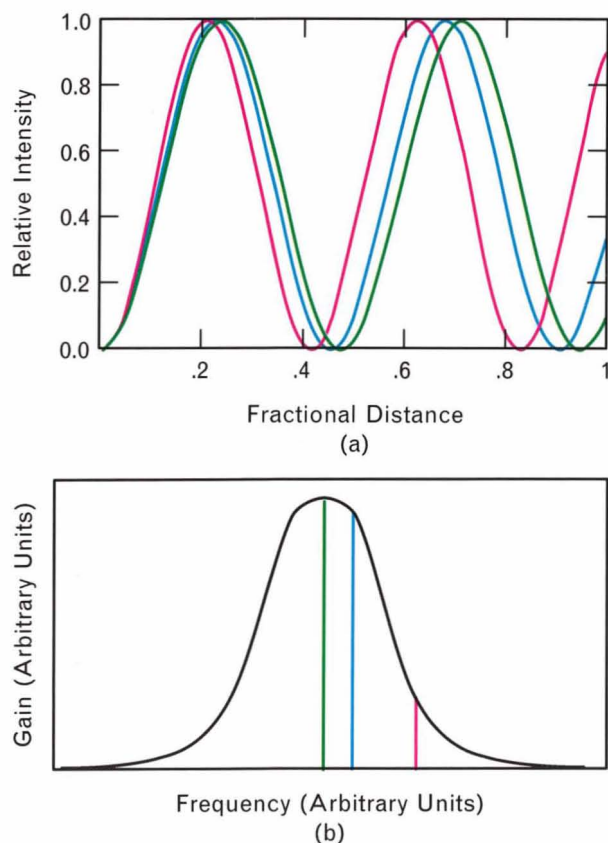 1.0
0.8
0.6
0.4
0.2
0.0
Relative Intensity
.2 .4 .6 .8 1
Fractional Distance
(a)
Gain (Arbitrary Units)
Frequency (Arbitrary Units)
(b)